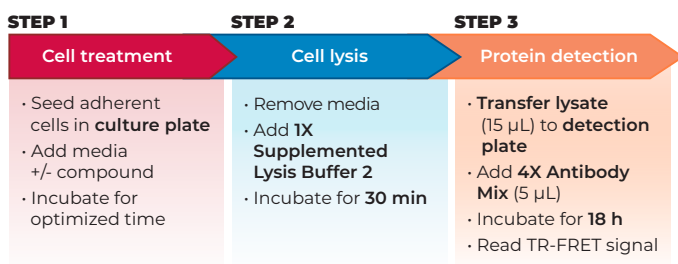 STEP 1
Cell treatment
· Seed adherent
cells in culture plate
· Add media
+/- compound
· Incubate for
optimized time
STEP 2
Cell lysis
· Remove media
· Add 1X
Supplemented
Lysis Buffer 2
· Incubate for 30 min
STEP 3
Protein detection
· Transfer lysate
(15 µL) to detection
plate
· Add 4X Antibody
Mix (5 µL)
· Incubate for 18 h
· Read TR-FRET signal